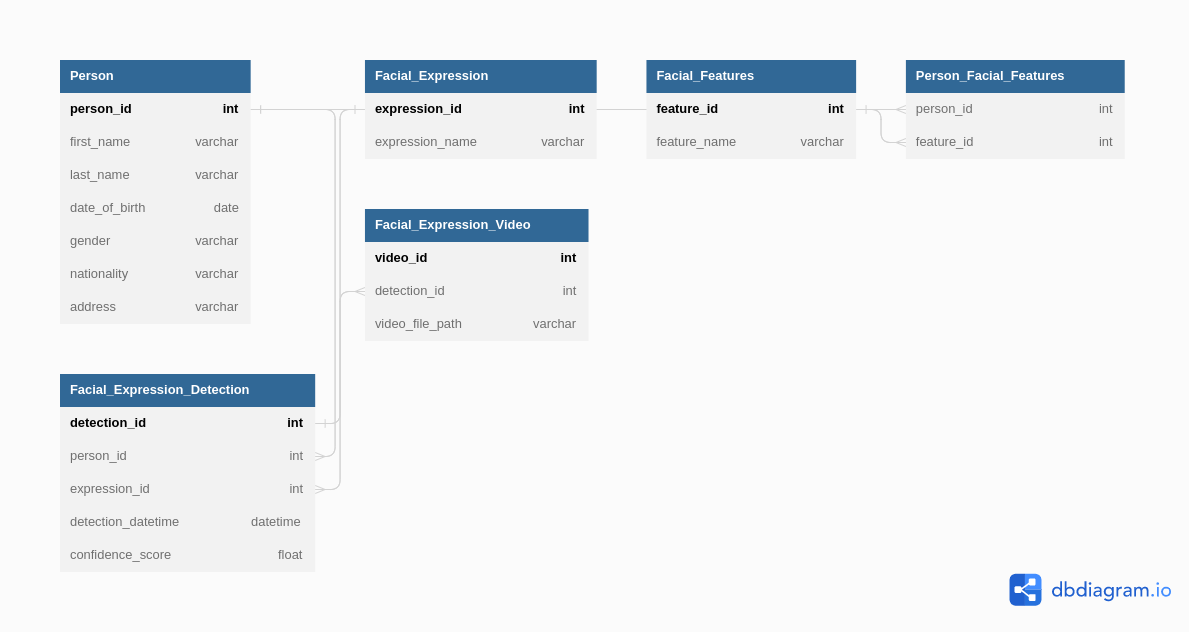 Person
person_id int
first_name varchar
last_name varchar
date_of_birth date
gender varchar
nationality varchar
address varchar
Facial_Expression
expression_id int
expression_name varchar
Facial_Features
feature_id int
feature_name varchar
Person_Facial_Features
person_id int
feature_id int
Facial_Expression_Video
video_id int
detection_id int
video_file_path varchar
Facial_Expression_Detection
detection_id int
person_id int
expression_id int
detection_datetime datetime
confidence_score float
dbdiagram.io